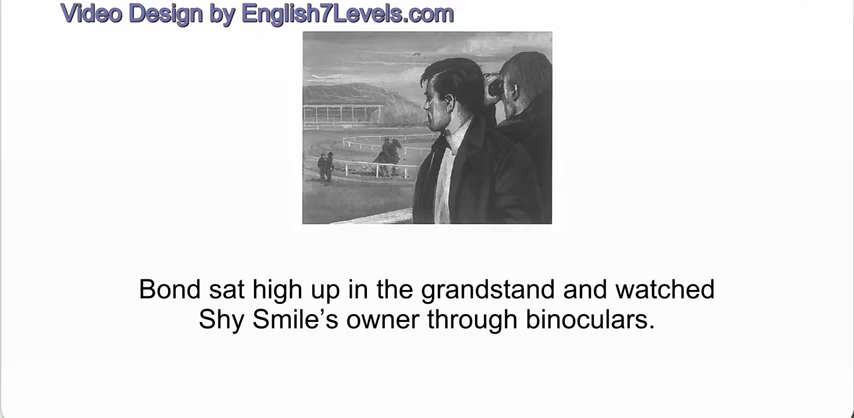 Video Design by English7Levels.com
Bond sat high up in the grandstand and watched
Shy Smile’s owner through binoculars.